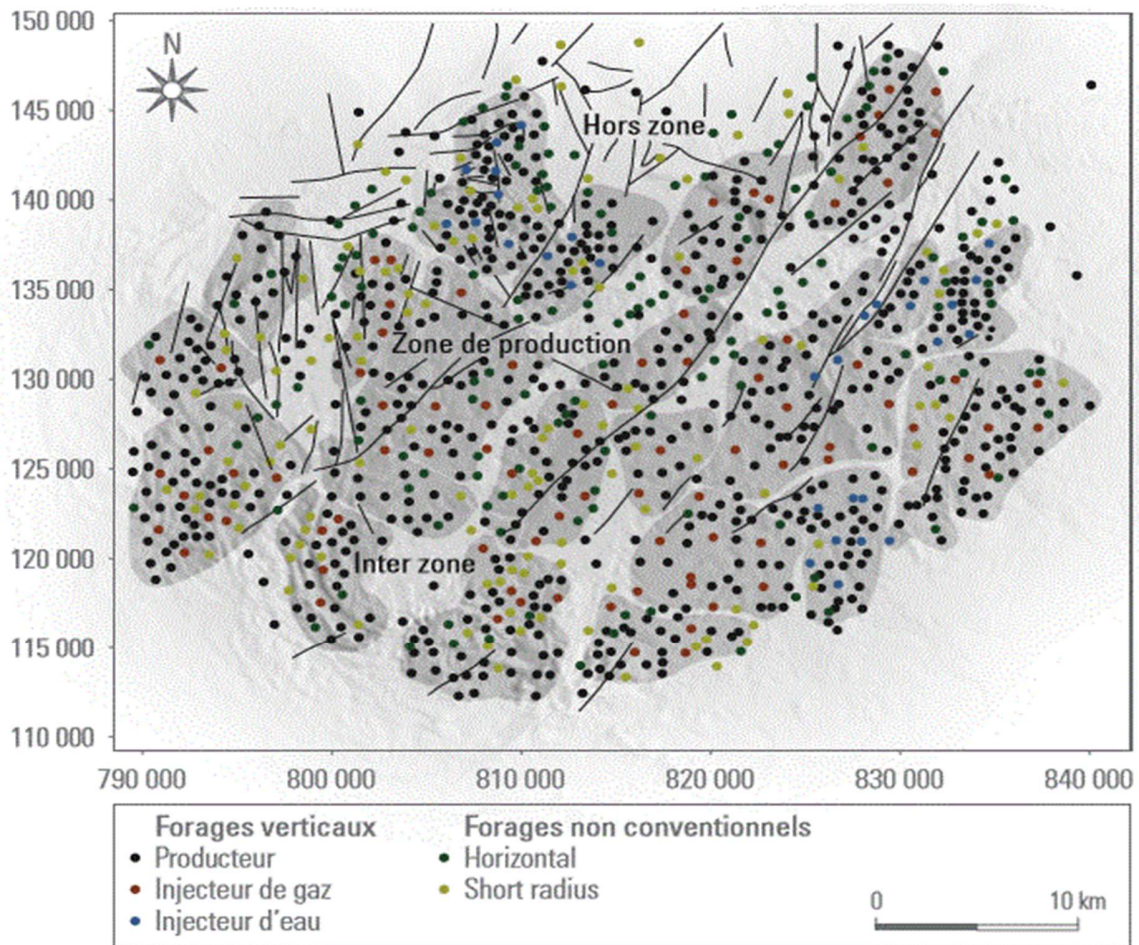 150 000
N
145 000
Hors zone
140 000
135 000
Zone de production
130 000
125 000
120 000
Inter zone
115 000
110 000
790 000 800 000 810 000 820 000 830 000 840 000
Forages verticaux
Producteur
Injecteur de gaz
Injecteur d'eau
Forages non conventionnels
Horizontal
Short radius
0 10 km